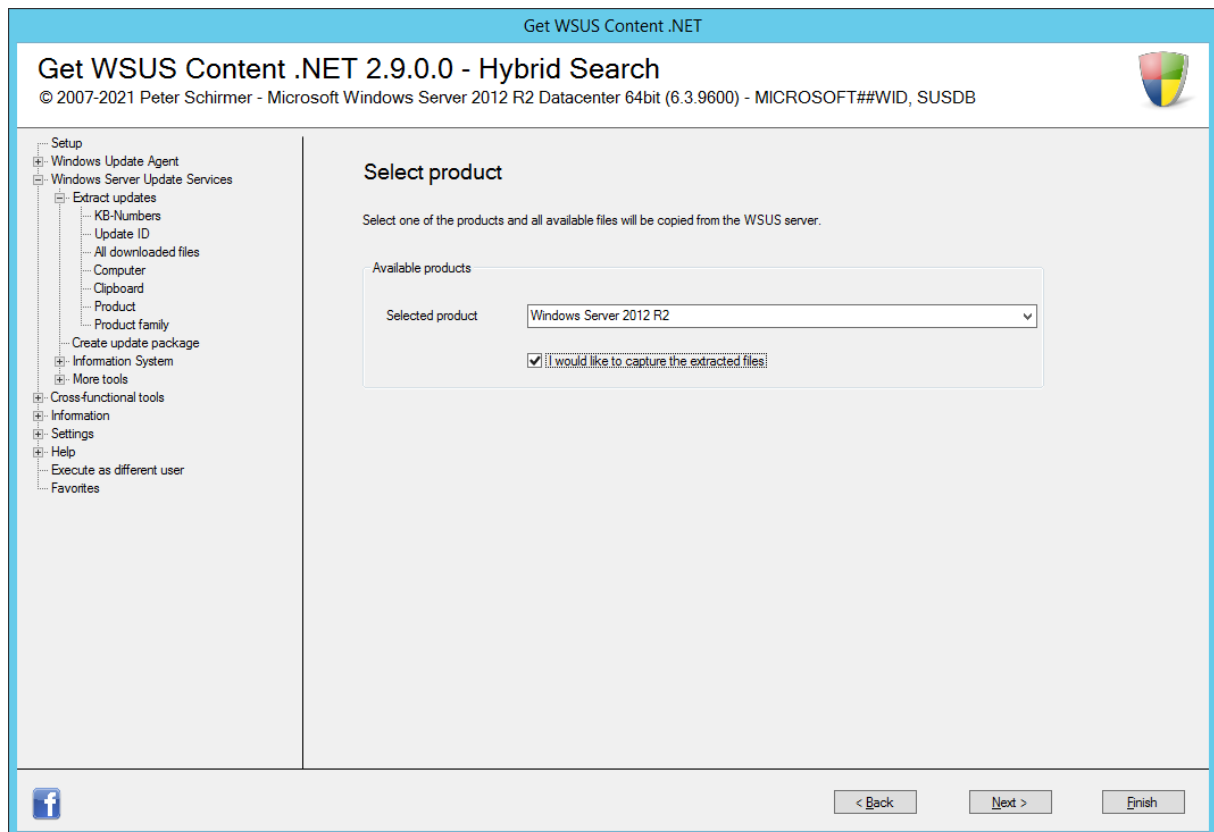 Get WSUS Content .NET
Get WSUS Content .NET 2.9.0.0 - Hybrid Search
© 2007-2021 Peter Schirmer - Microsoft Windows Server 2012 R2 Datacenter 64bit (6.3.9600) - MICROSOFT##WID, SUSDB
Setup
Windows Update Agent
Windows Server Update Services
Extract updates
KB-Numbers
Update ID
All downloaded files
Computer
Clipboard
Product
Product family
Create update package
Information System
More tools
Cross-functional tools
Information
Settings
Help
Execute as different user
Favorites
Select product
Select one of the products and all available files will be copied from the WSUS server.
Available products
Selected product
Windows Server 2012 R2
I would like to capture the extracted files
f
< Back
Next >
Finish